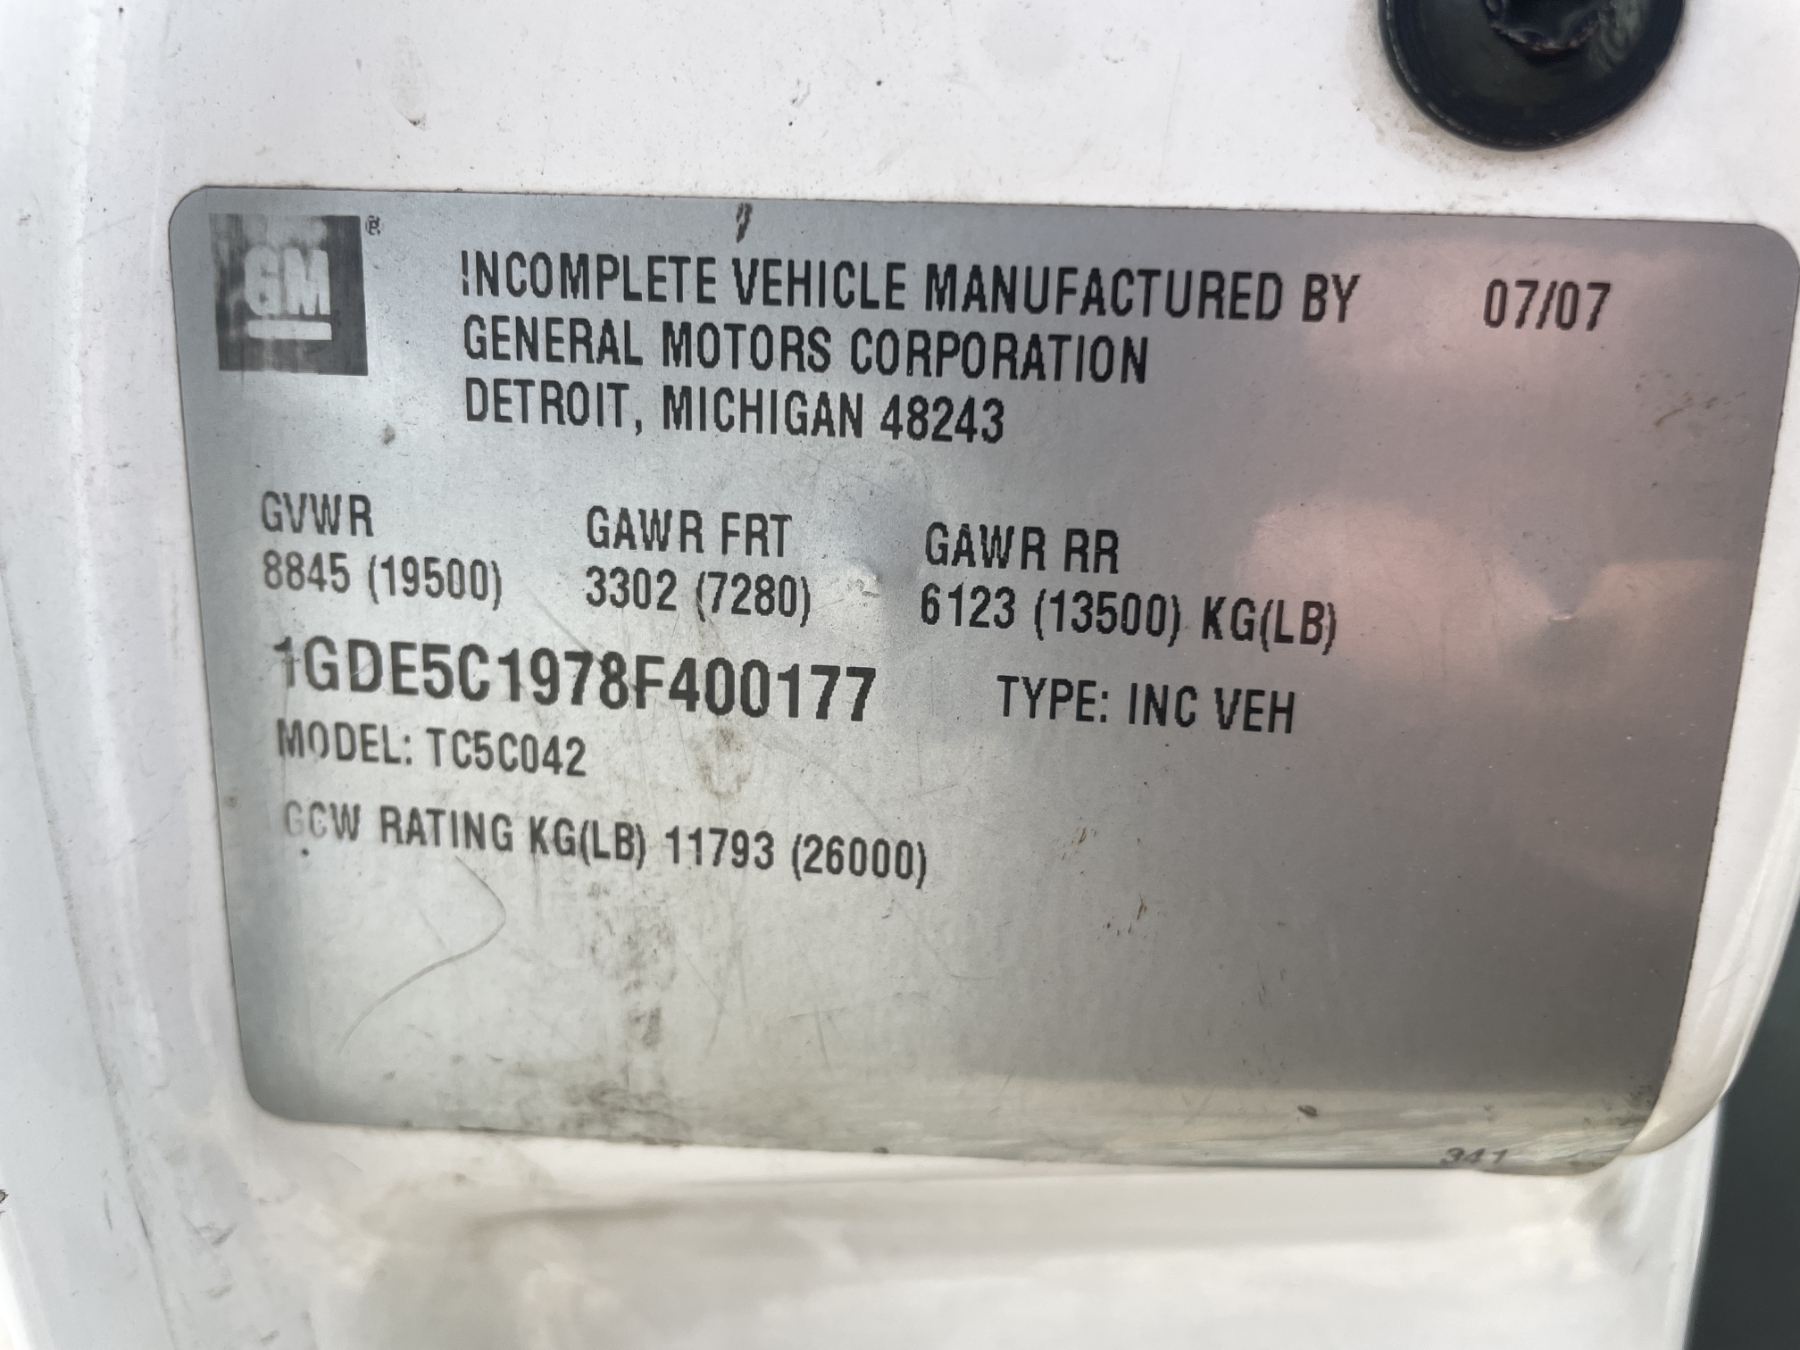 GM ®
INCOMPLETE VEHICLE MANUFACTURED BY 07/07
GENERAL MOTORS CORPORATION
DETROIT, MICHIGAN 48243
GVWR GAWR FRT GAWR RR
8845 (19500) 3302 (7280) 6123 (13500) KG(LB)
1GDE5C1978F400177 TYPE: INC VEH
MODEL: TC5C042
GCW RATING KG(LB) 11793 (26000)
341